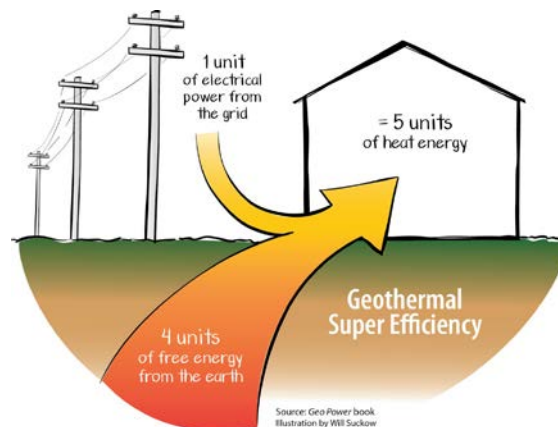 1 unit
of electrical
power from
the grid
= 5 units
of heat energy
Geothermal
Super Efficiency
4 units
of free energy
from the earth
Source: Geo Power book
Illustration by Will Suckow